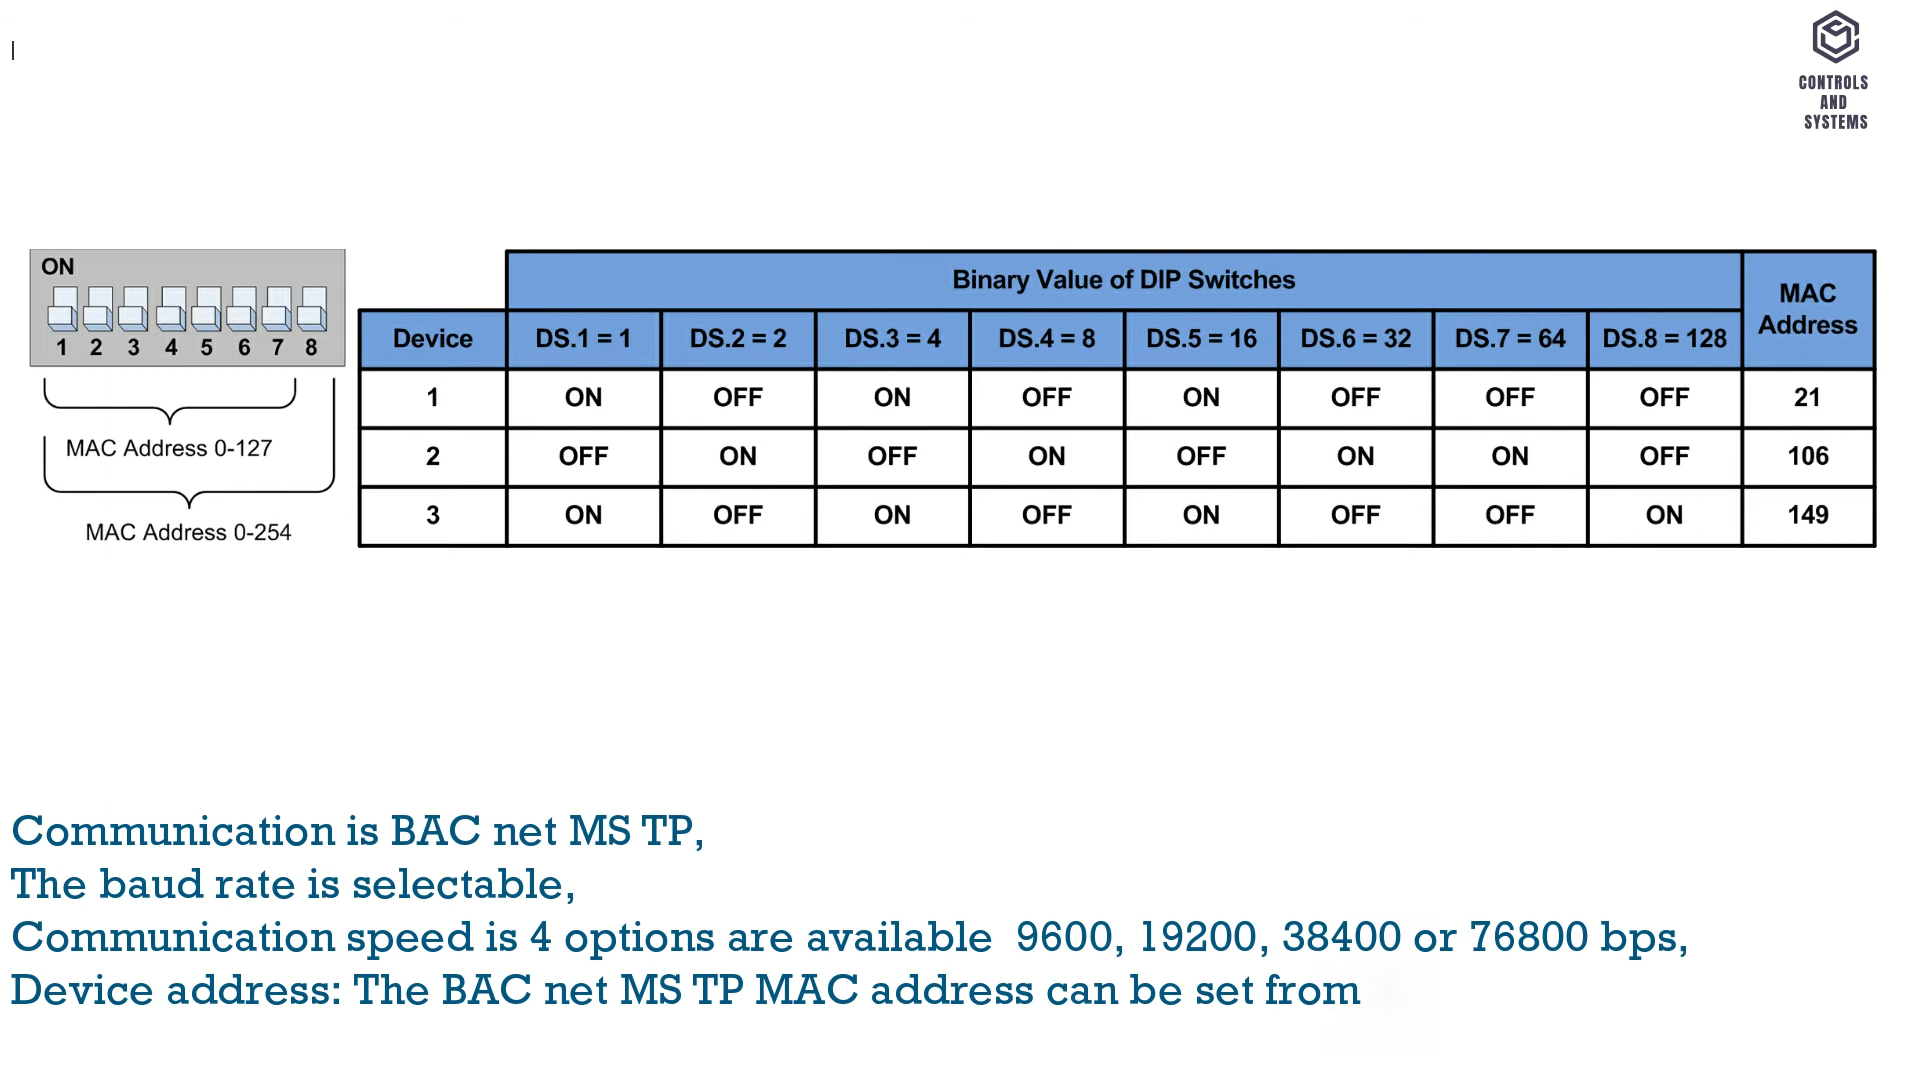 CONTROLS
AND
SYSTEMS
ON
1 2 3 4 5 6 7 8
MAC Address 0-127
MAC Address 0-254
Binary Value of DIP Switches MAC Address
Device DS.1 = 1 DS.2 = 2 DS.3 = 4 DS.4 = 8 DS.5 = 16 DS.6 = 32 DS.7 = 64 DS.8 = 128
1 ON OFF ON OFF ON OFF OFF OFF 21
2 OFF ON OFF ON OFF ON ON OFF 106
3 ON OFF ON OFF ON OFF OFF ON 149
Communication is BAC net MS TP,
The baud rate is selectable,
Communication speed is 4 options are available 9600, 19200, 38400 or 76800 bps,
Device address: The BAC net MS TP MAC address can be set from